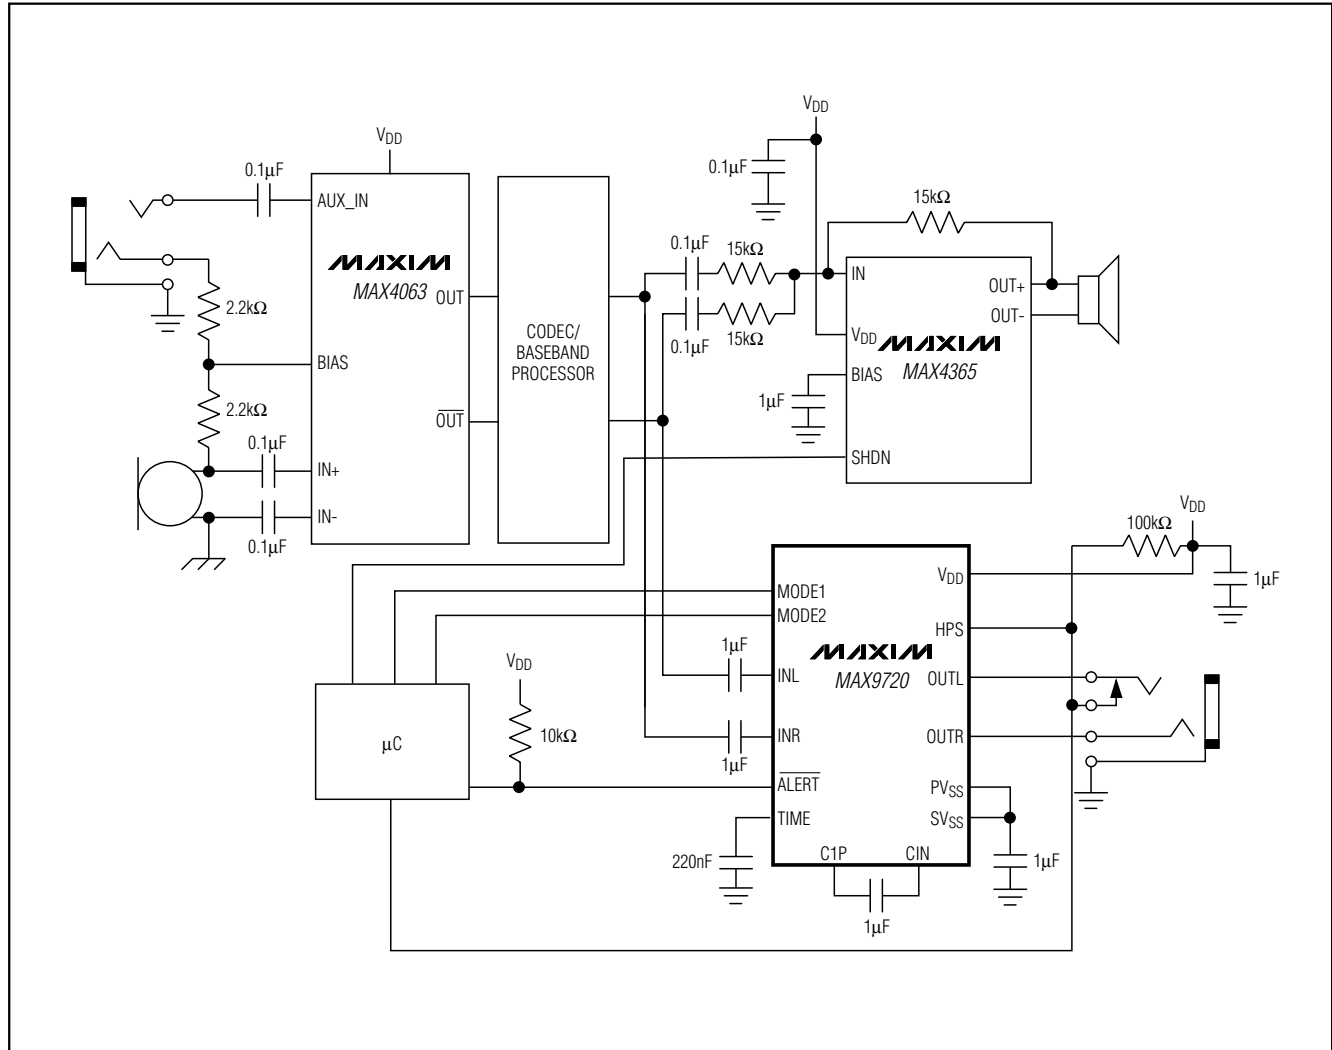 VDD
0.1µF
AUX_IN
MAXIM
MAX4063
OUT
2.2kΩ
BIAS
2.2kΩ
OUT
0.1µF
IN+
IN-
0.1µF
CODEC/
BASEBAND
PROCESSOR
VDD
0.1µF
15kΩ
0.1µF
15kΩ
0.1µF
15kΩ
IN
OUT+
OUT-
VDD
MAXIM
MAX4365
BIAS
1µF
SHDN
VDD
100kΩ
1µF
VDD
MODE1
MODE2
HPS
MAXIM
MAX9720
1µF
INL
OUTL
INR
1µF
OUTR
VDD
10kΩ
µC
ALERT
PVSS
TIME
SVSS
220nF
C1P
CIN
1µF
1µF